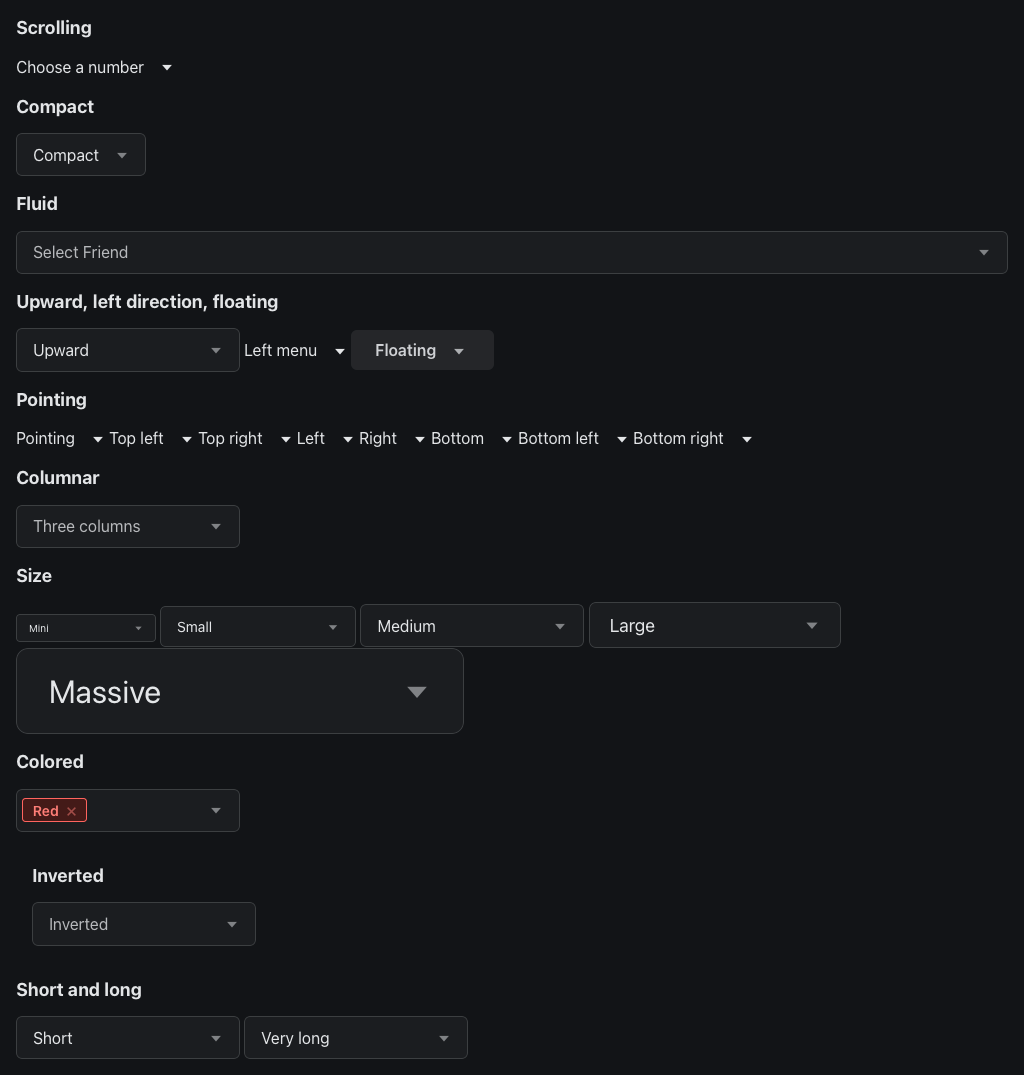 Scrolling
Choose a number
Compact
Compact
Fluid
Select Friend
Upward, left direction, floating
Upward Left menu Floating
Pointing
Pointing Top left Top right Left Right Bottom Bottom left Bottom right
Columnar
Three columns
Size
Mini Small Medium Large
Massive
Colored
Red
Inverted
Inverted
Short and long
Short Very long